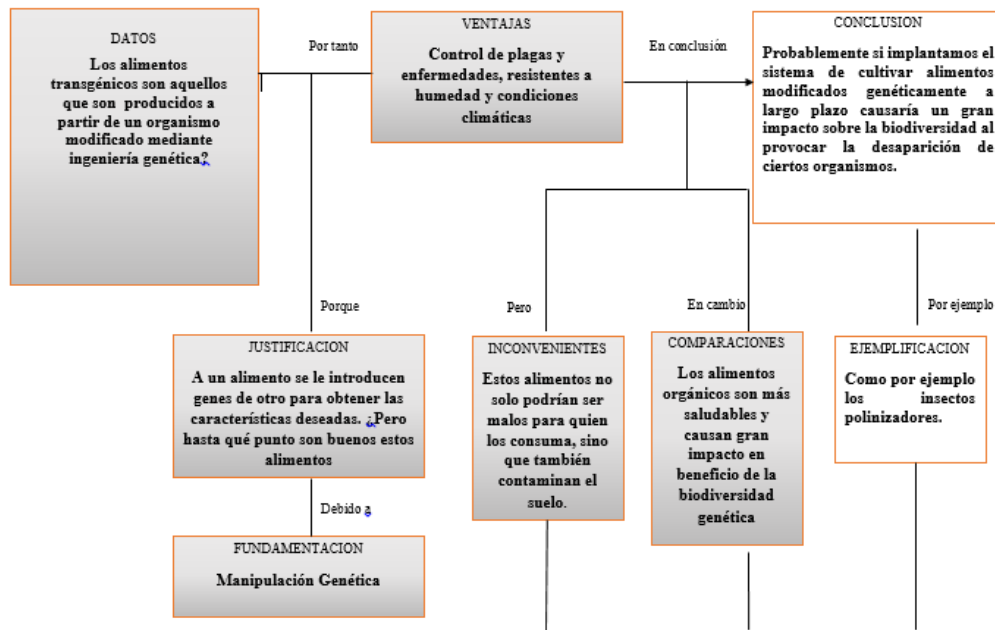 DATOS
Los alimentos
transgénicos son aquellos
que son producidos a
partir de un organismo
modificado mediante
ingeniería genética?
Por tanto
VENTAJAS
Control de plagas y
enfermedades, resistentes a
humedad y condiciones
climáticas
En conclusión
CONCLUSION
Probablemente si implantamos el
sistema de cultivar alimentos
modificados genéticamente a
largo plazo causaría un gran
impacto sobre la biodiversidad al
provocar la desaparición de
ciertos organismos.
Porque
JUSTIFICACION
A un alimento se le introducen
genes de otro para obtener las
características deseadas. ¿Pero
hasta qué punto son buenos estos
alimentos
Debido a
FUNDAMENTACION
Manipulación Genética
Pero
INCONVENIENTES
Estos alimentos no
solo podrían ser
malos para quien
los consuma, sino
que también
contaminan el
suelo.
En cambio
COMPARACIONES
Los alimentos
orgánicos son más
saludables y
causan gran
impacto en
beneficio de la
biodiversidad
genética
Por ejemplo
EJEMPLIFICACION
Como por ejemplo
los insectos
polinizadores.